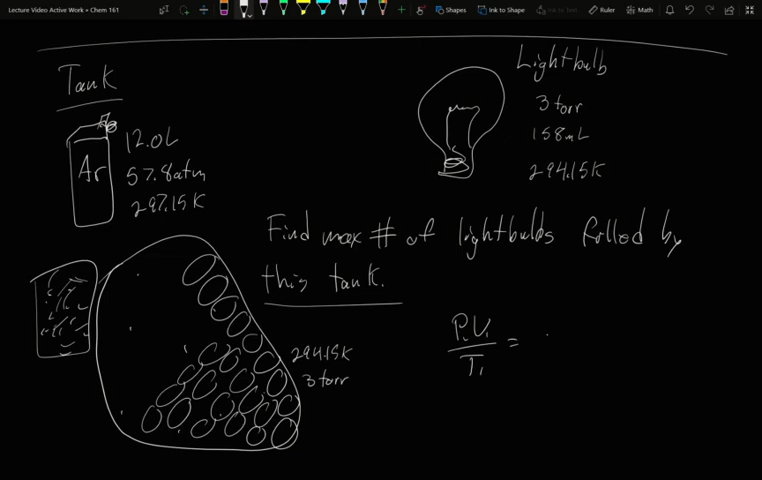 Lecture Video Active Work • Chem 161
Shapes
Ink to Shape
Ink to Text
Ruler
Math
Tank
Ar
12.0L
57.8atm
297.15K
Lightbulb
3 torr
158mL
294.15K
Find max # of lightbulbs filled by
this tank.
294.15K
3 torr
P₁V₁
T₁
=